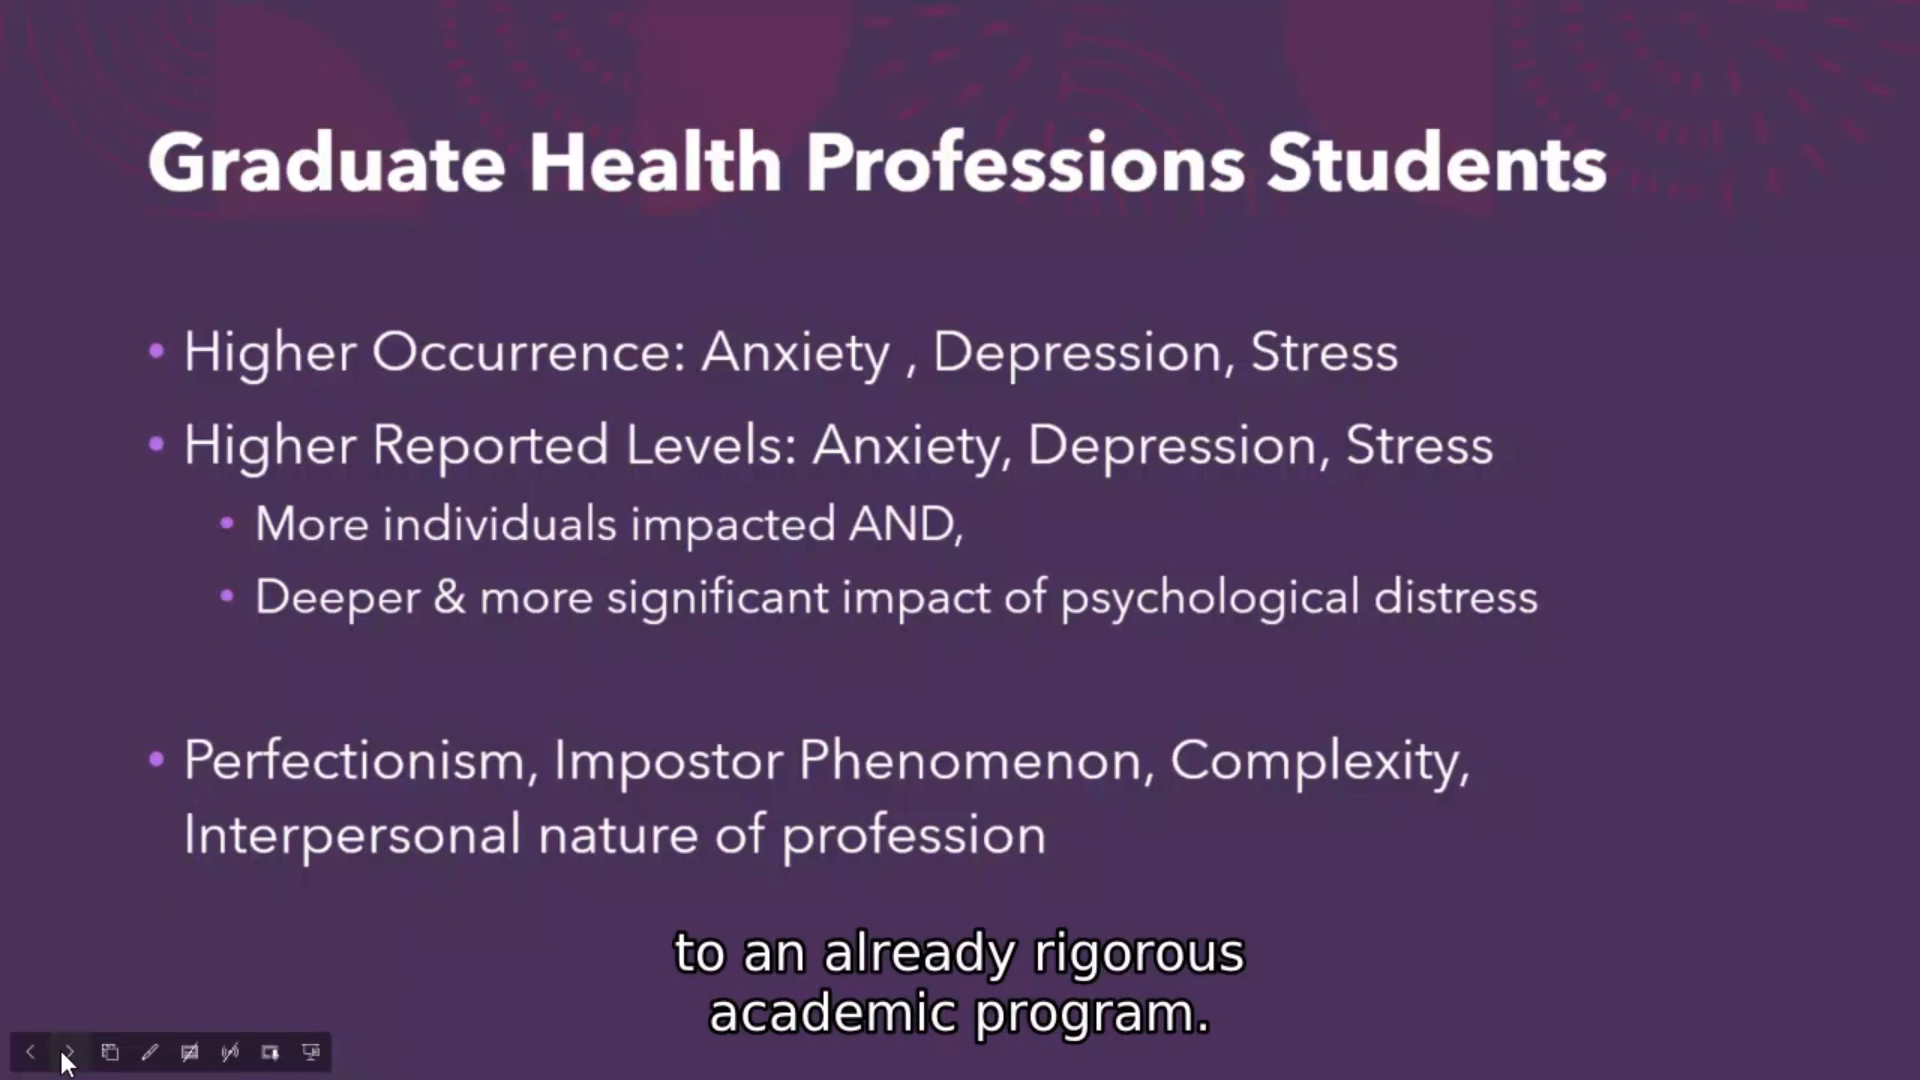 Graduate Health Professions Students
• Higher Occurrence: Anxiety , Depression, Stress
• Higher Reported Levels: Anxiety, Depression, Stress
• More individuals impacted AND,
• Deeper & more significant impact of psychological distress
• Perfectionism, Impostor Phenomenon, Complexity,
Interpersonal nature of profession
to an already rigorous
academic program.